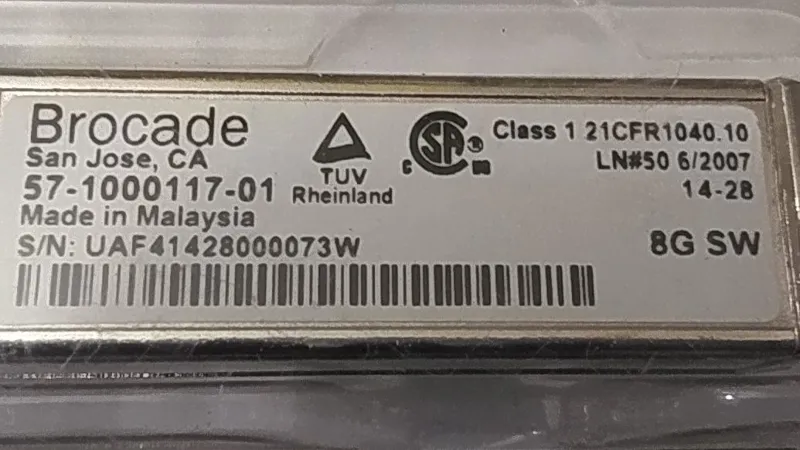 Brocade
San Jose, CA
57-1000117-01
Made in Malaysia
S/N: UAF41428000073W
TUV
Rheinland
SA®
C
Class 1 21CFR1040.10
LN#50 6/2007
14-28
8G SW